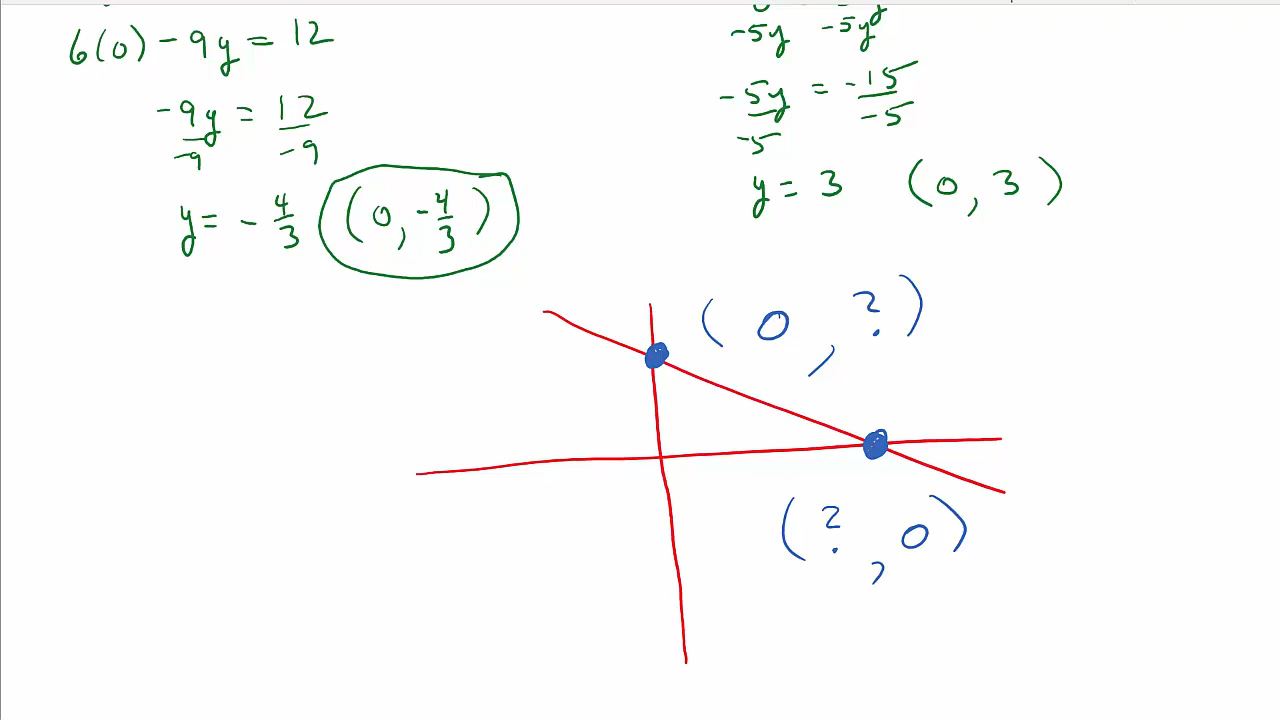 6(0) - 9y = 12
-9y = 12
-9 -9
y = - 4/3 (0, -4/3)
-5y -5y
-5y = -15
-5 -5
y = 3 (0, 3)
(0, ?)
(?, 0)